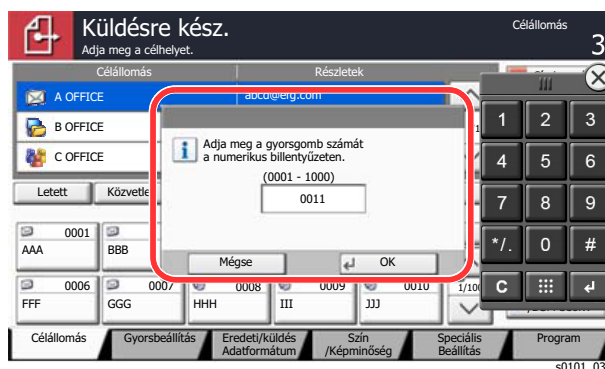 Küldésre kész.
Adja meg a célhelyet.
Célállomás
3
Célállomás
Részletek
A OFFICE
abcd@efg.com
B OFFICE
C OFFICE
Adja meg a gyorsgomb számát
a numerikus billentyűzeten.
(0001 - 1000)
0011
Mégse
OK
Letett
0001
AAA
BBB
0006
FFF
0007
GGG
0008
HHH
0009
III
0010
JJJ
1/100
1
2
3
4
5
6
7
8
9
*/.
0
#
C
Célállomás
Gyorsbeállítás
Eredeti/küldés
Adatformátum
Szín
/Képminőség
Speciális
Beállítás
Program
s0101_03